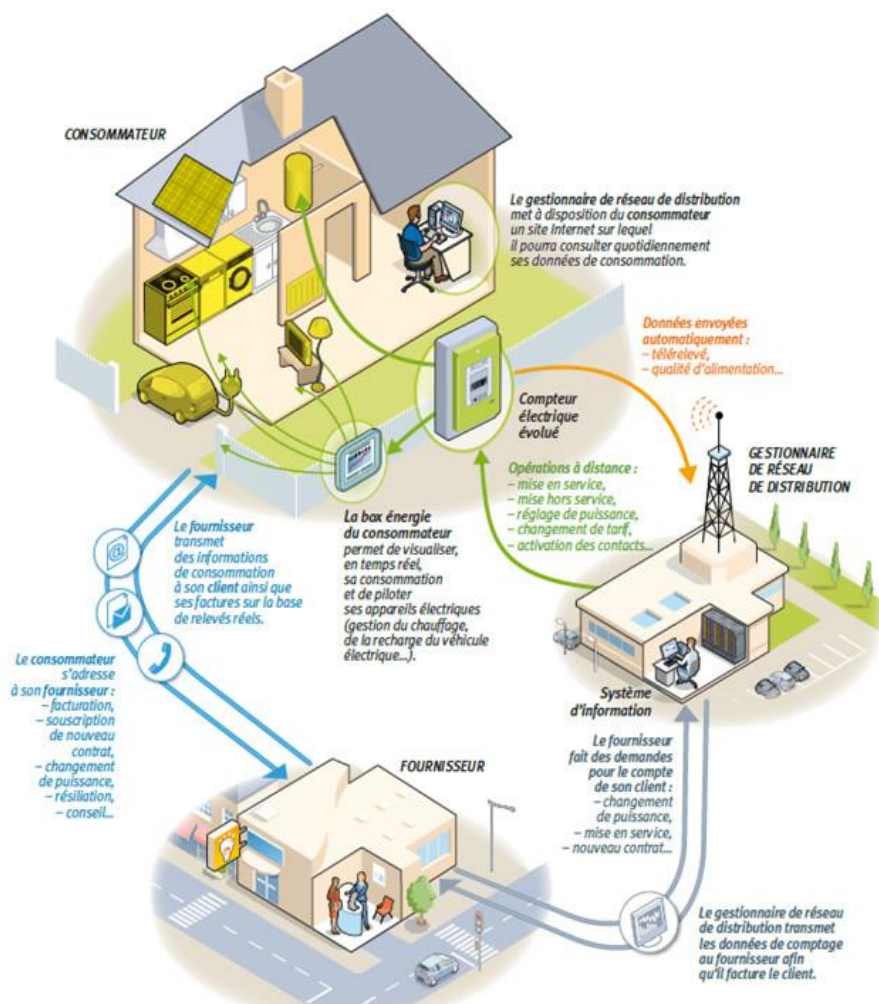 CONSOMMATEUR
Le gestionnaire de réseau de distribution
met à disposition du consommateur
un site Internet sur lequel
il pourra consulter quotidiennement
ses données de consommation.
Données envoyées
automatiquement :
– télérelevé,
– qualité d'alimentation...
Compteur
électrique
évolué
GESTIONNAIRE
DE RÉSEAU
DE DISTRIBUTION
Opérations à distance :
– mise en service,
– mise hors service,
– réglage de puissance,
– changement de tarif,
– activation des contacts...
La box énergie
du consommateur
permet de visualiser,
en temps réel,
sa consommation
et de piloter
ses appareils électriques
(gestion du chauffage,
de la recharge du véhicule
électrique...).
Le fournisseur
transmet
des informations
de consommation
à son client ainsi que
ses factures sur la base
de relevés réels.
@
Le consommateur
s'adresse
à son fournisseur :
– facturation,
– souscription
de nouveau
contrat,
– changement
de puissance,
– résiliation,
– conseil...
Système
d'information
Le fournisseur
fait des demandes
pour le compte
de son client :
– changement
de puissance,
– mise en service,
– nouveau contrat...
FOURNISSEUR
Le gestionnaire de réseau
de distribution transmet
les données de comptage
au fournisseur afin
qu'il facture le client.